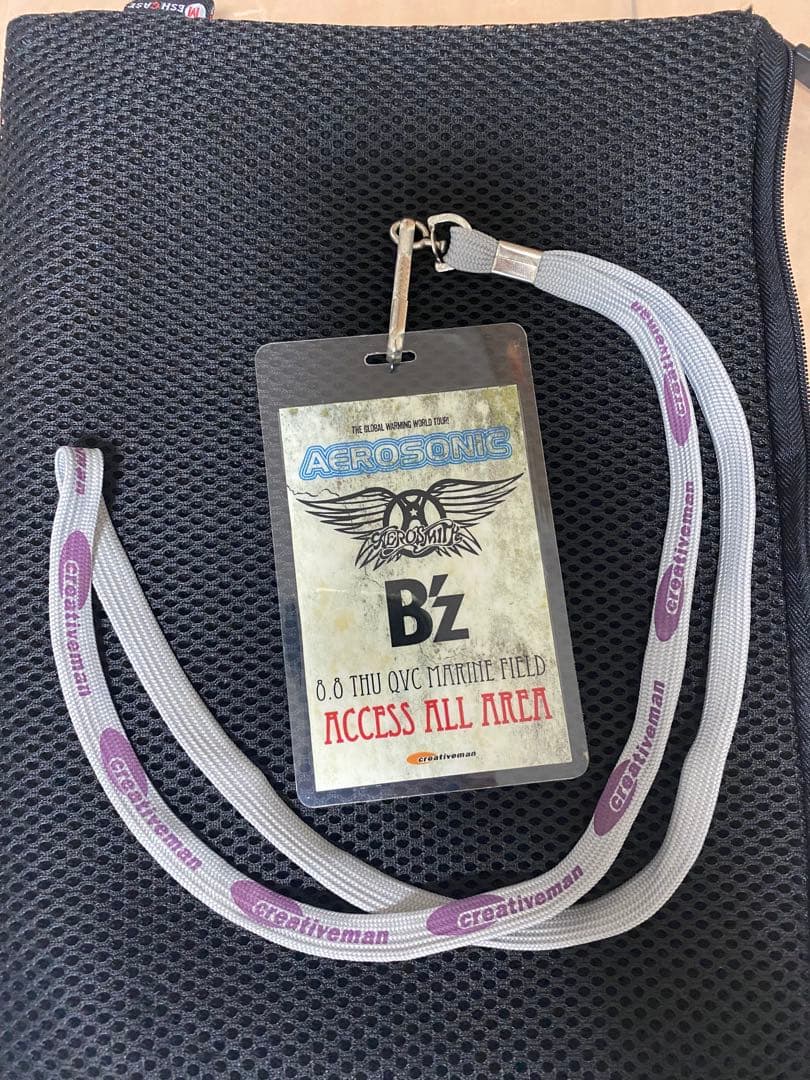 MESHCAST
THE GLOBAL WARMING WORLD TOUR!
AEROSONIC
AEROSMITH
B'z
8.8 THU QVC MARINE FIELD
ACCESS ALL AREA
creativeman
creativeman
creativeman
creativeman
creativeman
creativeman
creativeman
creativeman